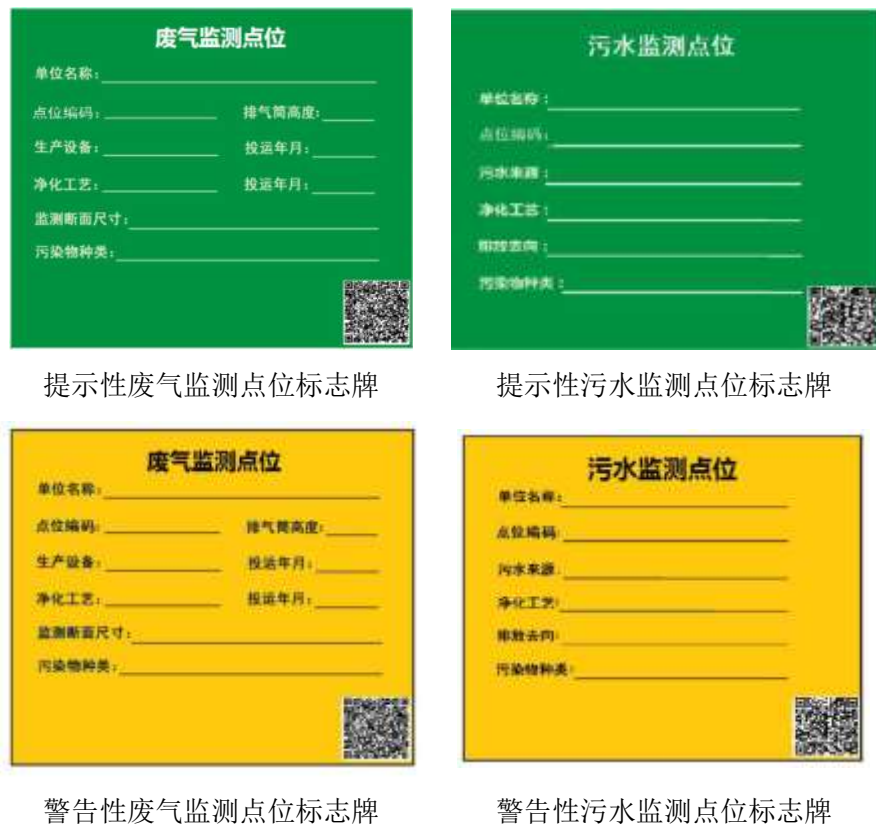 废气监测点位
单位名称：
点位编码： 排气筒高度：
生产设备： 投运年月：
净化工艺： 投运年月：
监测断面尺寸：
污染物种类：
提示性废气监测点位标志牌
污水监测点位
单位名称：
点位编码：
污水来源：
净化工艺：
排放去向：
污染物种类：
提示性污水监测点位标志牌
废气监测点位
单位名称：
点位编码： 排气筒高度：
生产设备： 投运年月：
净化工艺： 投运年月：
监测断面尺寸：
污染物种类：
警告性废气监测点位标志牌
污水监测点位
单位名称：
点位编码：
污水来源：
净化工艺：
排放去向：
污染物种类：
警告性污水监测点位标志牌